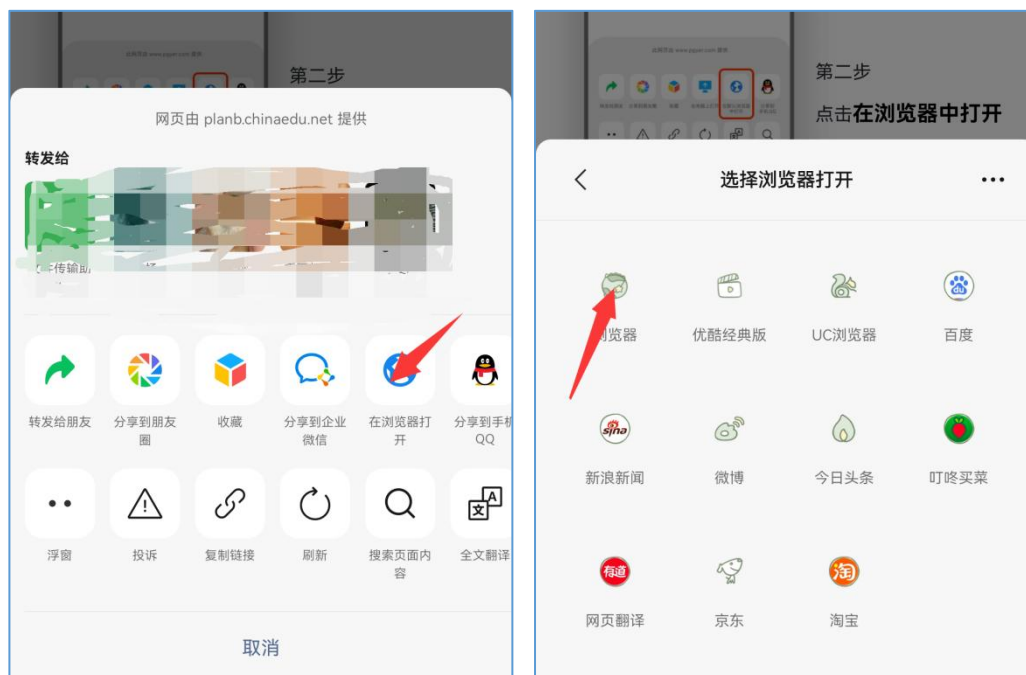 第二步
网页由 planb.chinaedu.net 提供
转发给
转发给朋友
分享到朋友
圈
收藏
分享到企业
微信
在浏览器打
开
分享到手机
QQ
浮窗
投诉
复制链接
刷新
搜索页面内
容
全文翻译
取消
第二步
点击在浏览器中打开
选择浏览器打开
浏览器
优酷经典版
UC浏览器
百度
新浪新闻
微博
今日头条
叮咚买菜
网页翻译
京东
淘宝